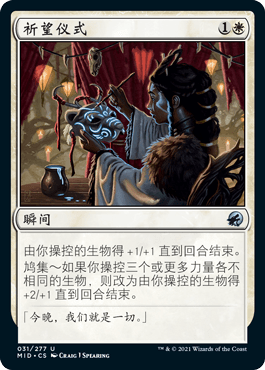 祈望仪式 1
瞬间
由你操控的生物得 +1/+1 直到回合结束。
鸠集～如果你操控三个或更多力量各不
相同的生物，则改为由你操控的生物得
+2/+1 直到回合结束。
「今晚，我们就是一切。」
031/277 U
MID • CS CRAIG J SPEARING
™ & © 2021 Wizards of the Coast